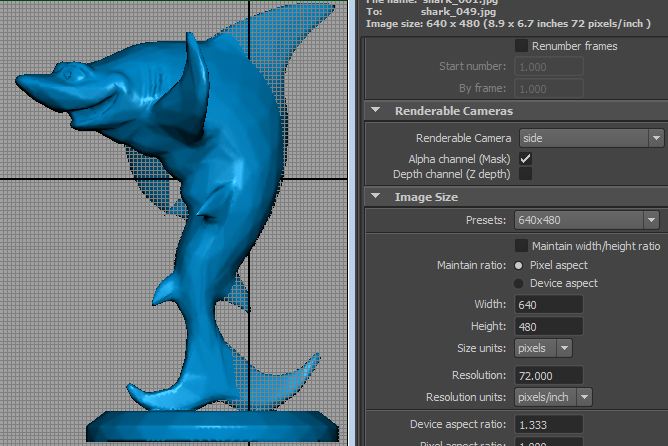 File name: shark_001.jpg
To: shark_049.jpg
Image size: 640 x 480 (8.9 x 6.7 inches 72 pixels/inch )
Renumber frames
Start number: 1.000
By frame: 1.000
Renderable Cameras
Renderable Camera side
Alpha channel (Mask)
Depth channel (Z depth)
Image Size
Presets: 640x480
Maintain width/height ratio
Maintain ratio: Pixel aspect
Device aspect
Width: 640
Height: 480
Size units: pixels
Resolution: 72.000
Resolution units: pixels/inch
Device aspect ratio: 1.333
Pixel aspect ratio: 1.000